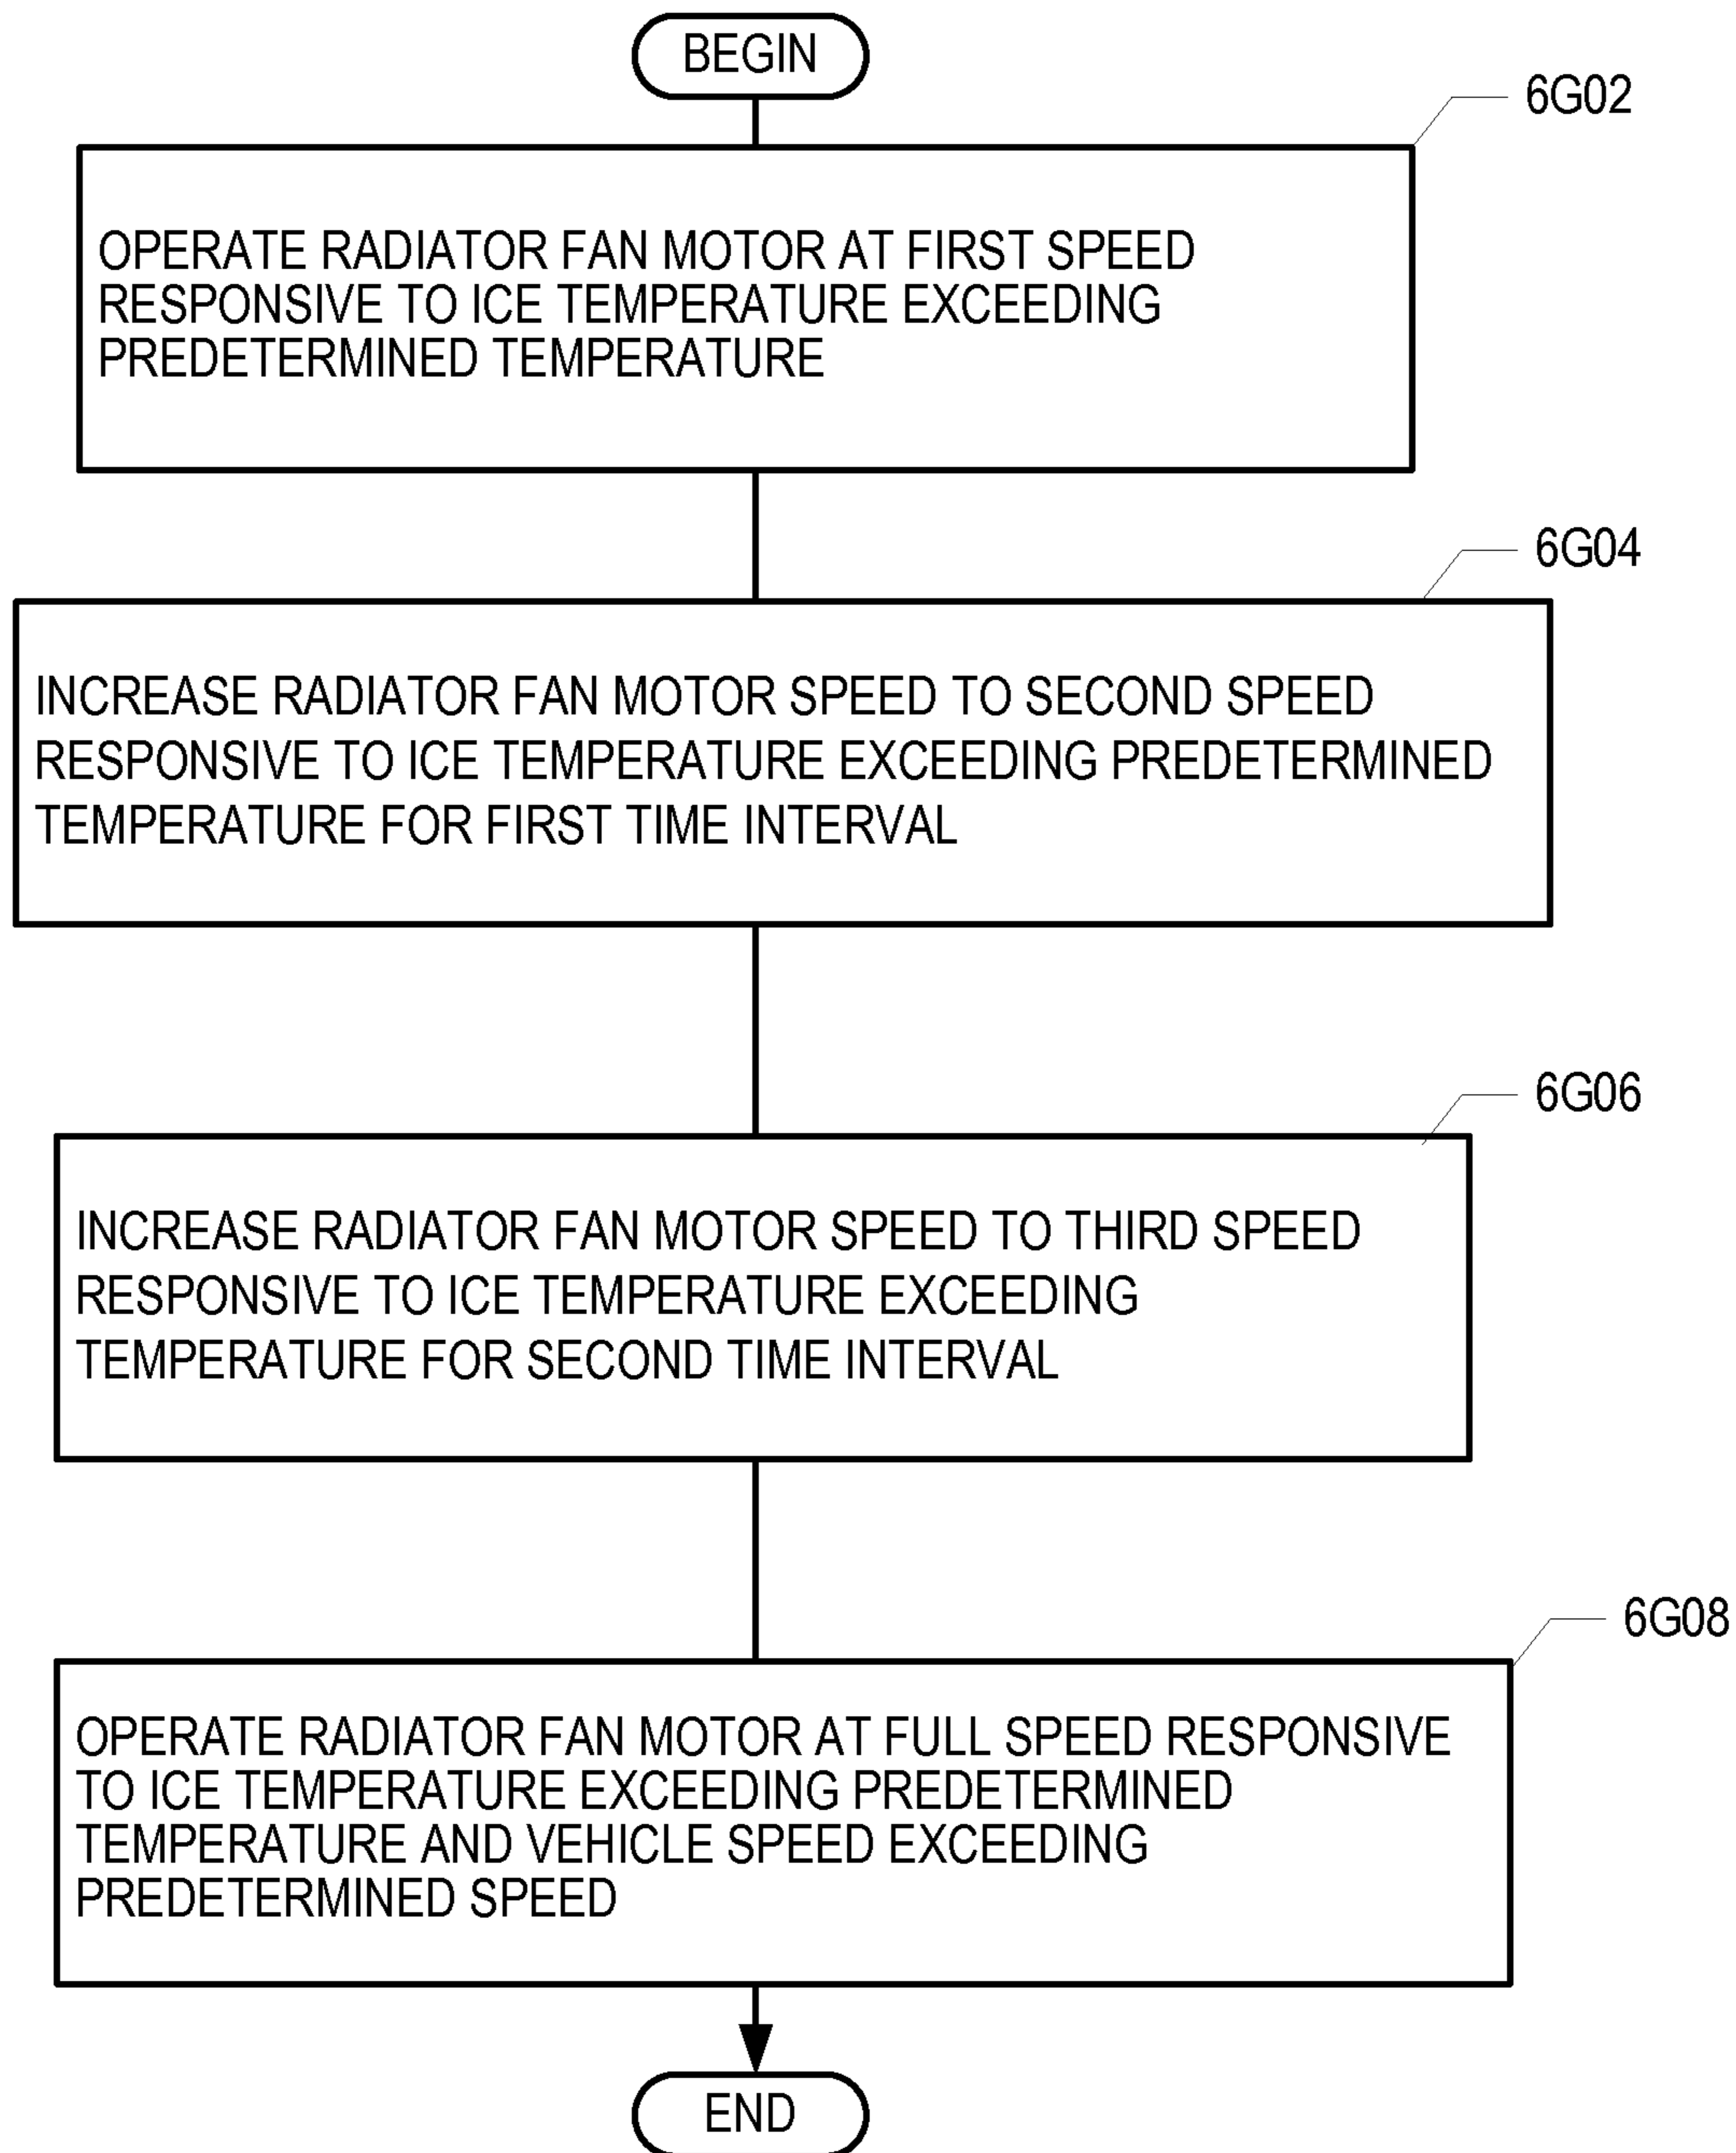 BEGIN
6G02
OPERATE RADIATOR FAN MOTOR AT FIRST SPEED
RESPONSIVE TO ICE TEMPERATURE EXCEEDING
PREDETERMINED TEMPERATURE
6G04
INCREASE RADIATOR FAN MOTOR SPEED TO SECOND SPEED
RESPONSIVE TO ICE TEMPERATURE EXCEEDING PREDETERMINED
TEMPERATURE FOR FIRST TIME INTERVAL
6G06
INCREASE RADIATOR FAN MOTOR SPEED TO THIRD SPEED
RESPONSIVE TO ICE TEMPERATURE EXCEEDING
TEMPERATURE FOR SECOND TIME INTERVAL
6G08
OPERATE RADIATOR FAN MOTOR AT FULL SPEED RESPONSIVE
TO ICE TEMPERATURE EXCEEDING PREDETERMINED
TEMPERATURE AND VEHICLE SPEED EXCEEDING
PREDETERMINED SPEED
END